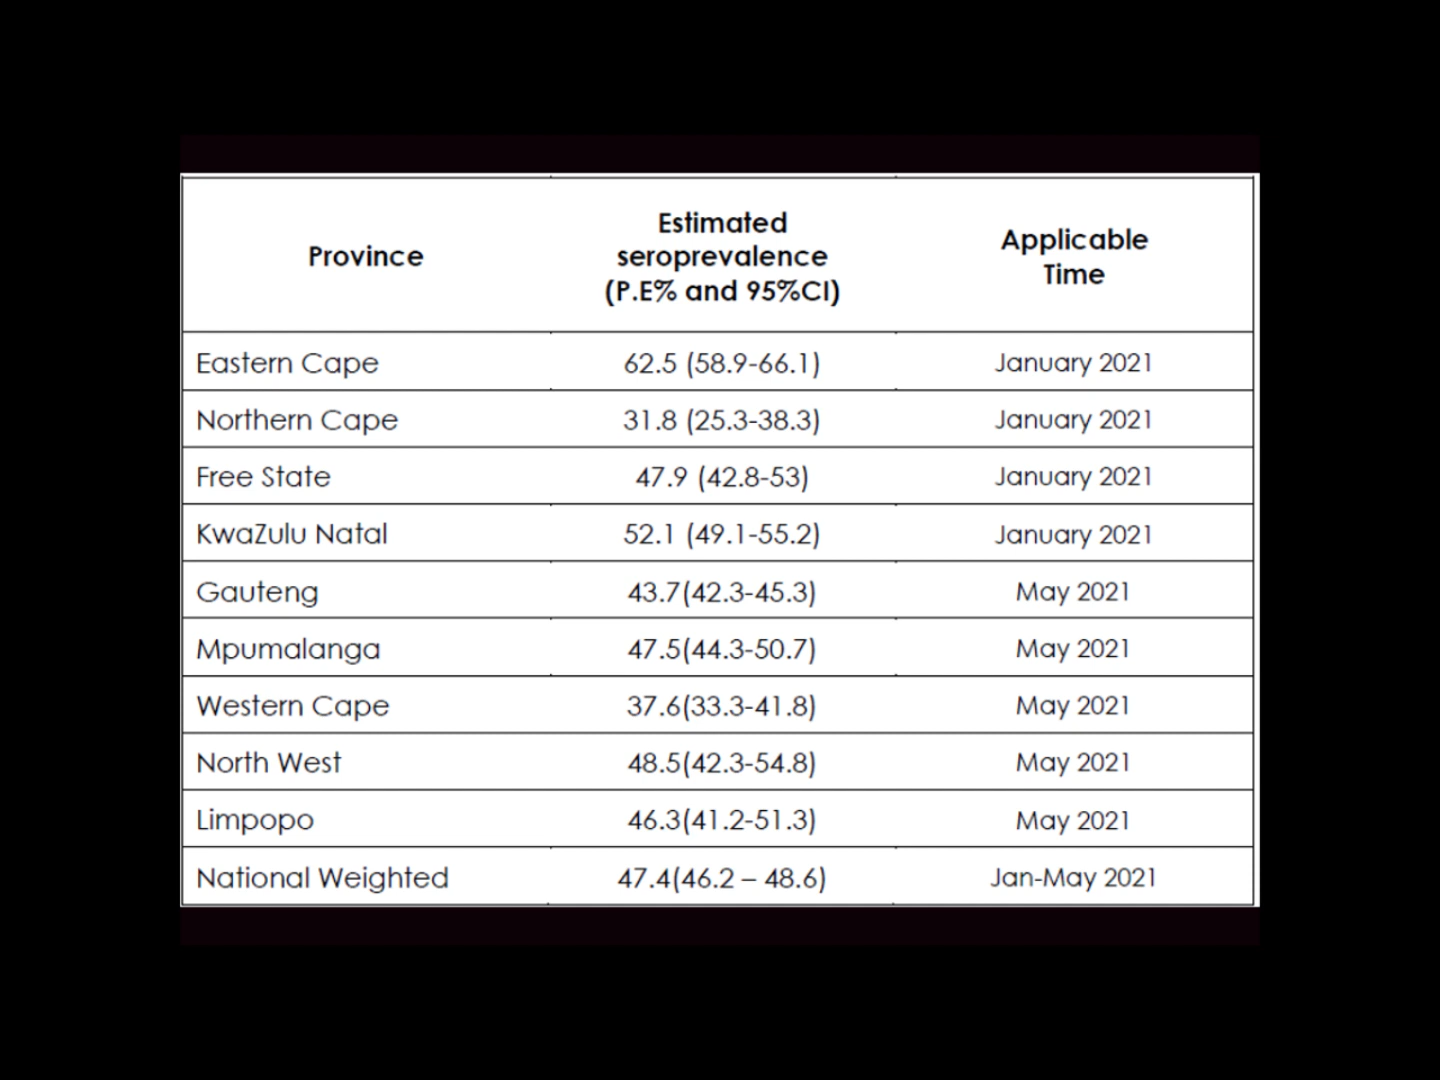 Province
Estimated
seroprevalence
(P.E% and 95%CI)
Applicable
Time
Eastern Cape 62.5 (58.9-66.1) January 2021
Northern Cape 31.8 (25.3-38.3) January 2021
Free State 47.9 (42.8-53) January 2021
KwaZulu Natal 52.1 (49.1-55.2) January 2021
Gauteng 43.7(42.3-45.3) May 2021
Mpumalanga 47.5(44.3-50.7) May 2021
Western Cape 37.6(33.3-41.8) May 2021
North West 48.5(42.3-54.8) May 2021
Limpopo 46.3(41.2-51.3) May 2021
National Weighted 47.4(46.2 – 48.6) Jan-May 2021